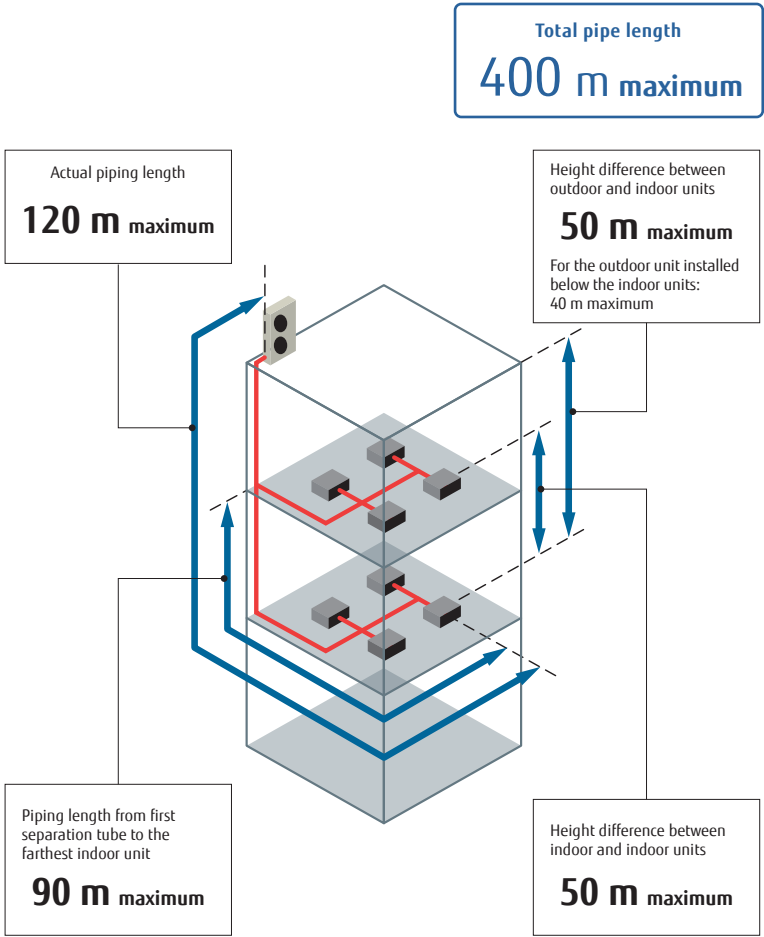 Total pipe length
400 m maximum
Actual piping length
120 m maximum
Height difference between
outdoor and indoor units
50 m maximum
For the outdoor unit installed
below the indoor units:
40 m maximum
Piping length from first
separation tube to the
farthest indoor unit
90 m maximum
Height difference between
indoor and indoor units
50 m maximum